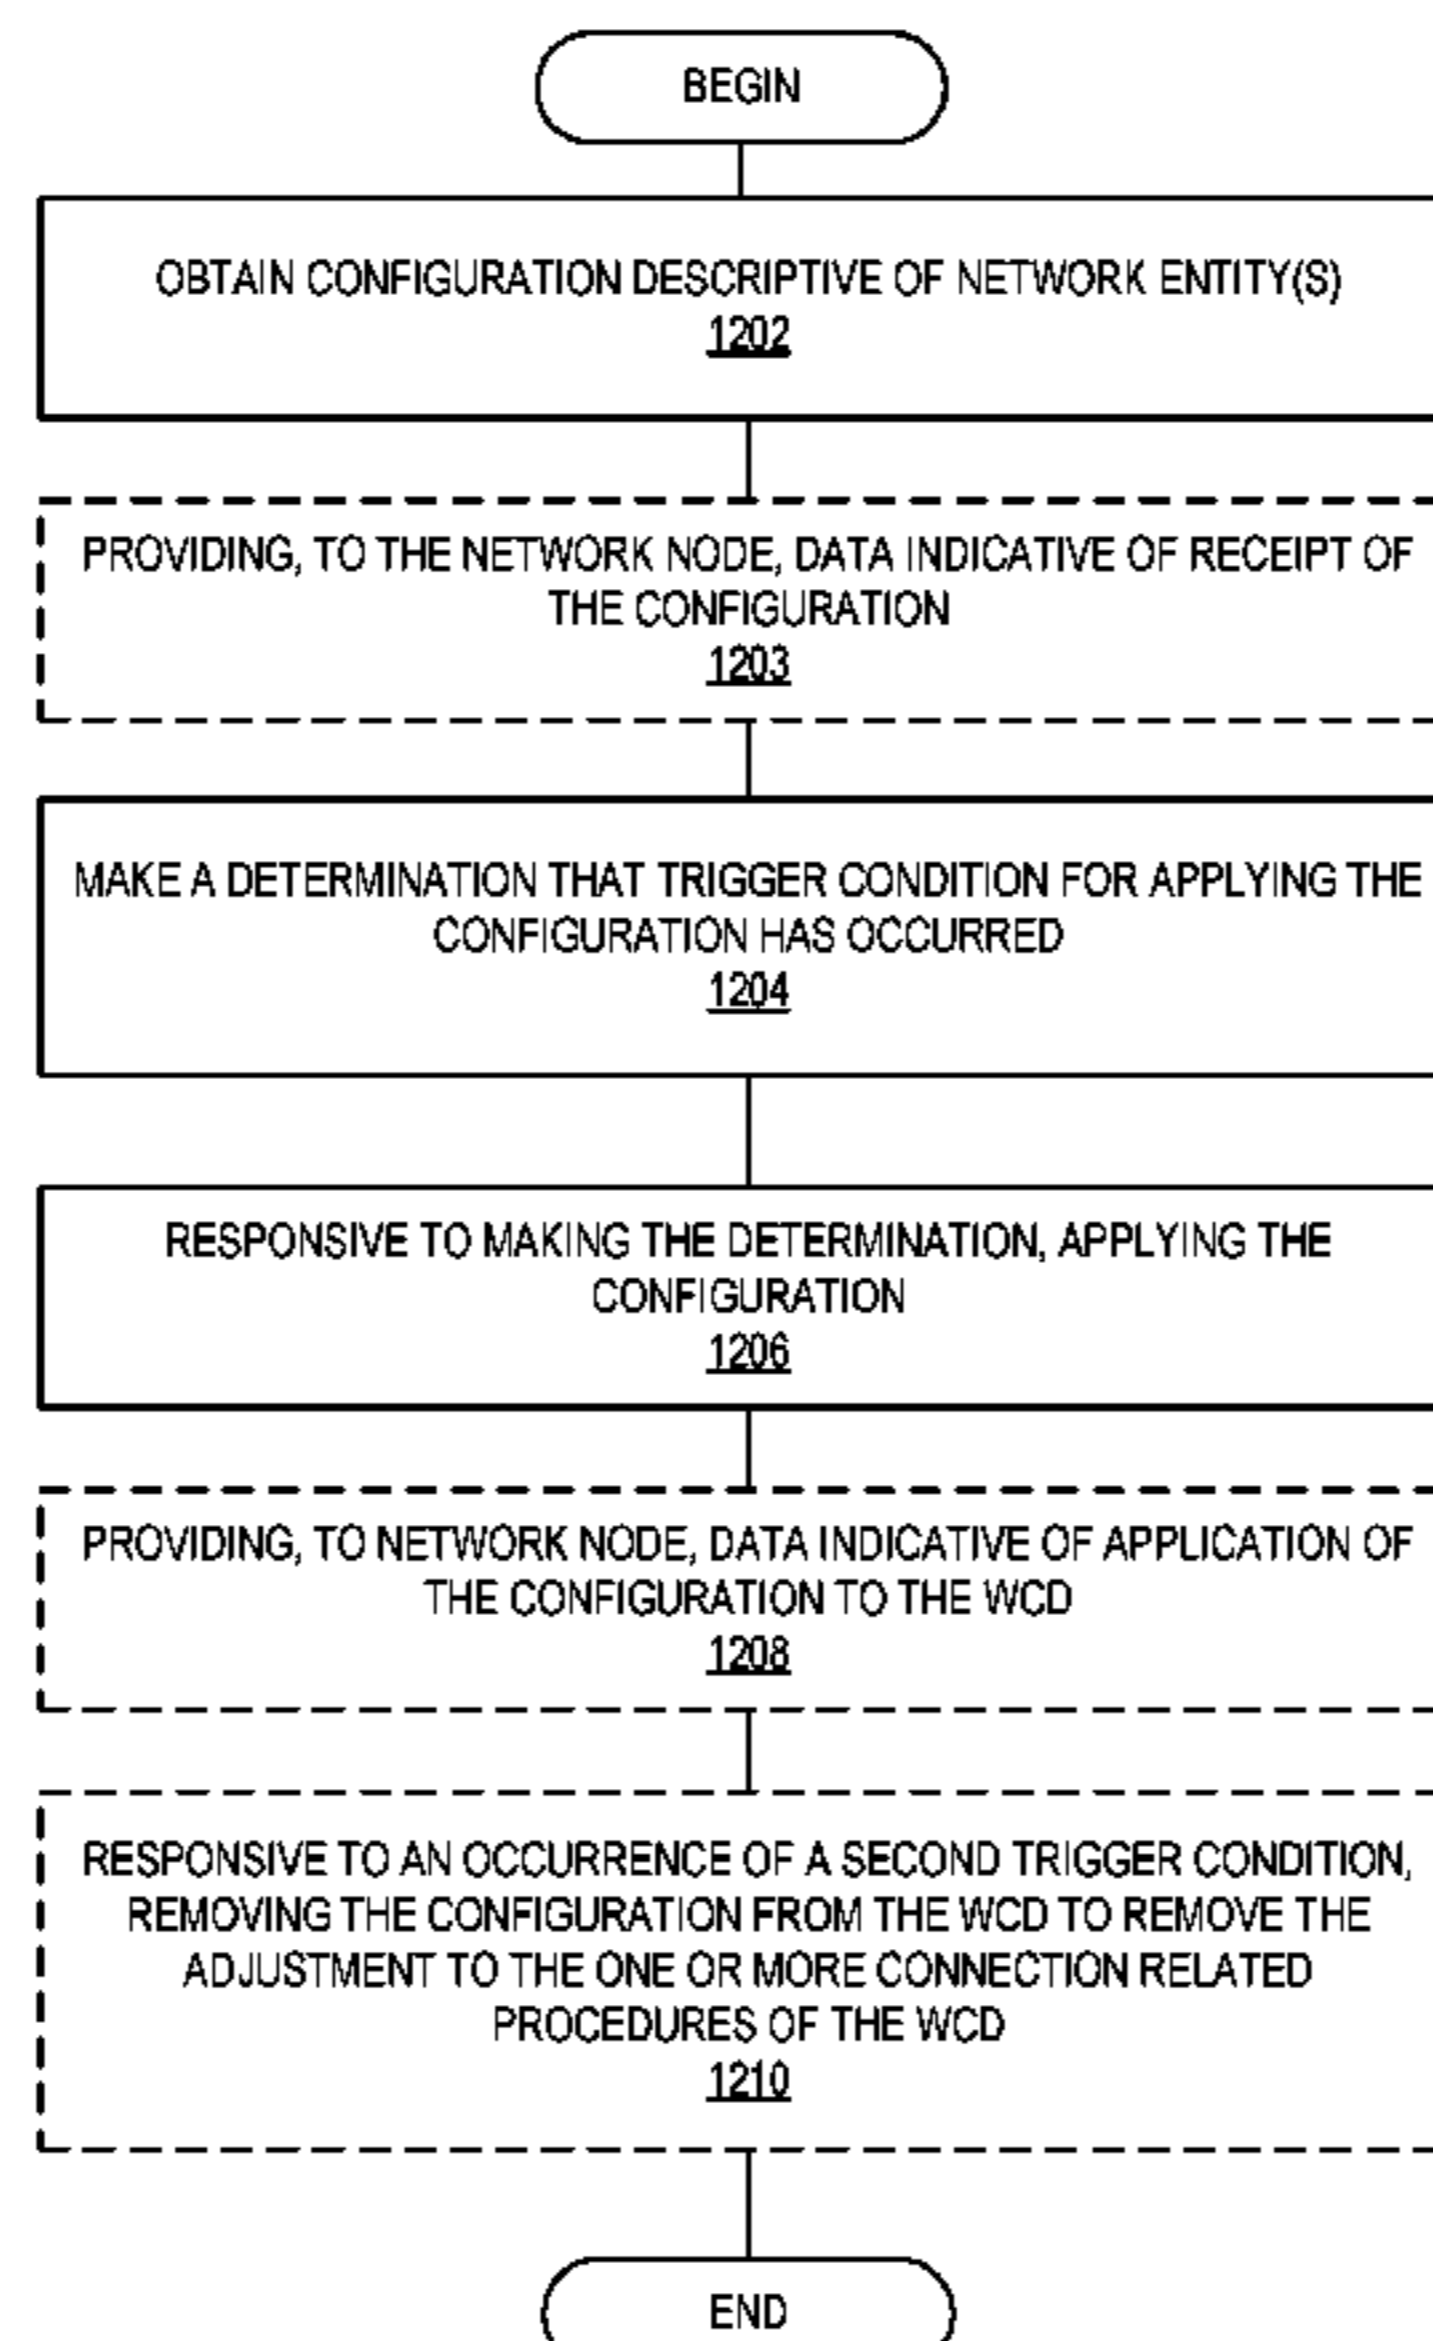 BEGIN
OBTAIN CONFIGURATION DESCRIPTIVE OF NETWORK ENTITY(S)
1202
PROVIDING, TO THE NETWORK NODE, DATA INDICATIVE OF RECEIPT OF
THE CONFIGURATION
1203
MAKE A DETERMINATION THAT TRIGGER CONDITION FOR APPLYING THE
CONFIGURATION HAS OCCURRED
1204
RESPONSIVE TO MAKING THE DETERMINATION, APPLYING THE
CONFIGURATION
1206
PROVIDING, TO NETWORK NODE, DATA INDICATIVE OF APPLICATION OF
THE CONFIGURATION TO THE WCD
1208
RESPONSIVE TO AN OCCURRENCE OF A SECOND TRIGGER CONDITION,
REMOVING THE CONFIGURATION FROM THE WCD TO REMOVE THE
ADJUSTMENT TO THE ONE OR MORE CONNECTION RELATED
PROCEDURES OF THE WCD
1210
END